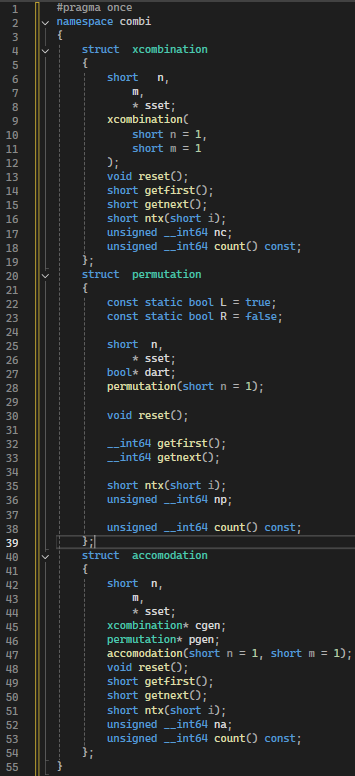 1 #pragma once
2 namespace combi
3 {
4 struct xcombination
5 {
6 short n,
7 m,
8 * sset;
9 xcombination(
10 short n = 1,
11 short m = 1
12 );
13 void reset();
14 short getfirst();
15 short getnext();
16 short ntx(short i);
17 unsigned __int64 nc;
18 unsigned __int64 count() const;
19 };
20 struct permutation
21 {
22 const static bool L = true;
23 const static bool R = false;
24
25 short n,
26 * sset;
27 bool* dart;
28 permutation(short n = 1);
29
30 void reset();
31
32 __int64 getfirst();
33 __int64 getnext();
34
35 short ntx(short i);
36 unsigned __int64 np;
37
38 unsigned __int64 count() const;
39 };
40 struct accomodation
41 {
42 short n,
43 m,
44 * sset;
45 xcombination* cgen;
46 permutation* pgen;
47 accomodation(short n = 1, short m = 1);
48 void reset();
49 short getfirst();
50 short getnext();
51 short ntx(short i);
52 unsigned __int64 na;
53 unsigned __int64 count() const;
54 };
55 }